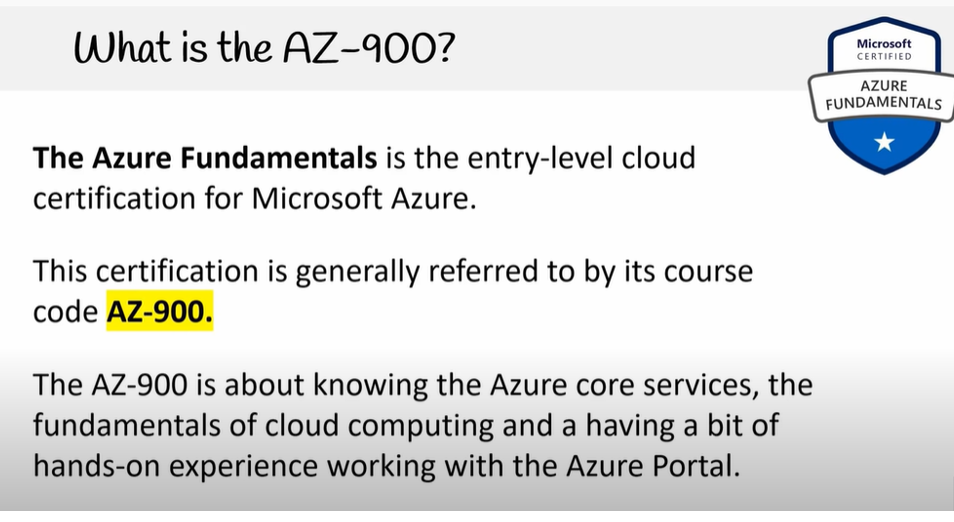 What is the AZ-900?
Microsoft
CERTIFIED
AZURE
FUNDAMENTALS
The Azure Fundamentals is the entry-level cloud
certification for Microsoft Azure.
This certification is generally referred to by its course
code AZ-900.
The AZ-900 is about knowing the Azure core services, the
fundamentals of cloud computing and a having a bit of
hands-on experience working with the Azure Portal.